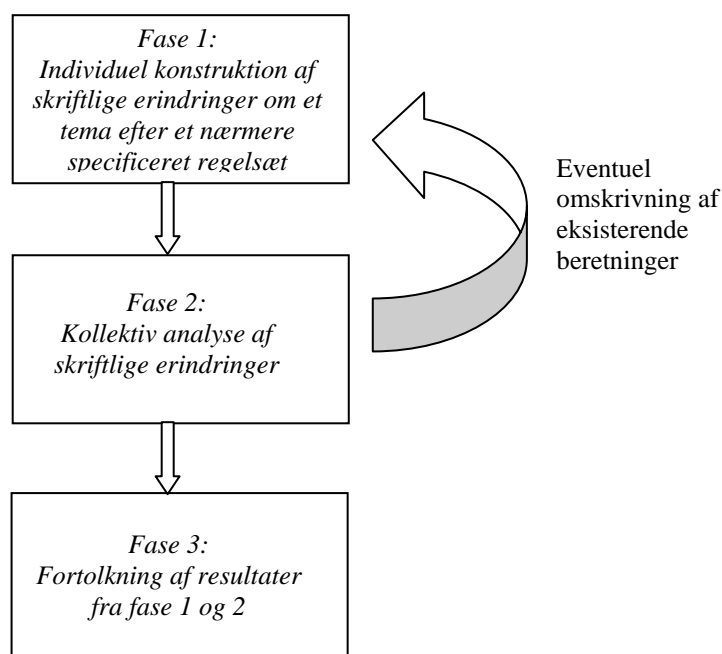 Fase 1:
Individuel konstruktion af
skriftlige erindringer om et
tema efter et nærmere
specificeret regelsæt
Eventuel
omskrivning af
eksisterende
beretninger
Fase 2:
Kollektiv analyse af
skriftlige erindringer
Fase 3:
Fortolkning af resultater
fra fase 1 og 2